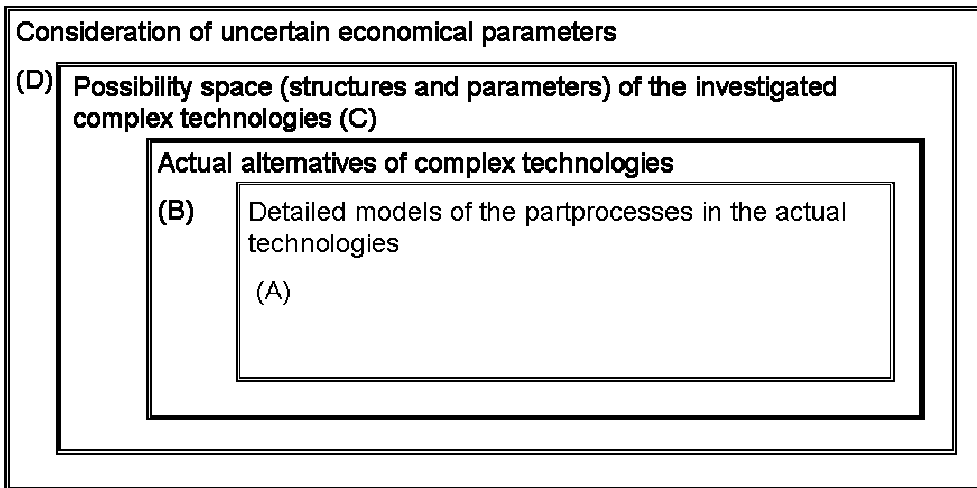 Consideration of uncertain economical parameters
(D)
Possibility space (structures and parameters) of the investigated
complex technologies (C)
Actual alternatives of complex technologies
(B)
Detailed models of the partprocesses in the actual
technologies
(A)